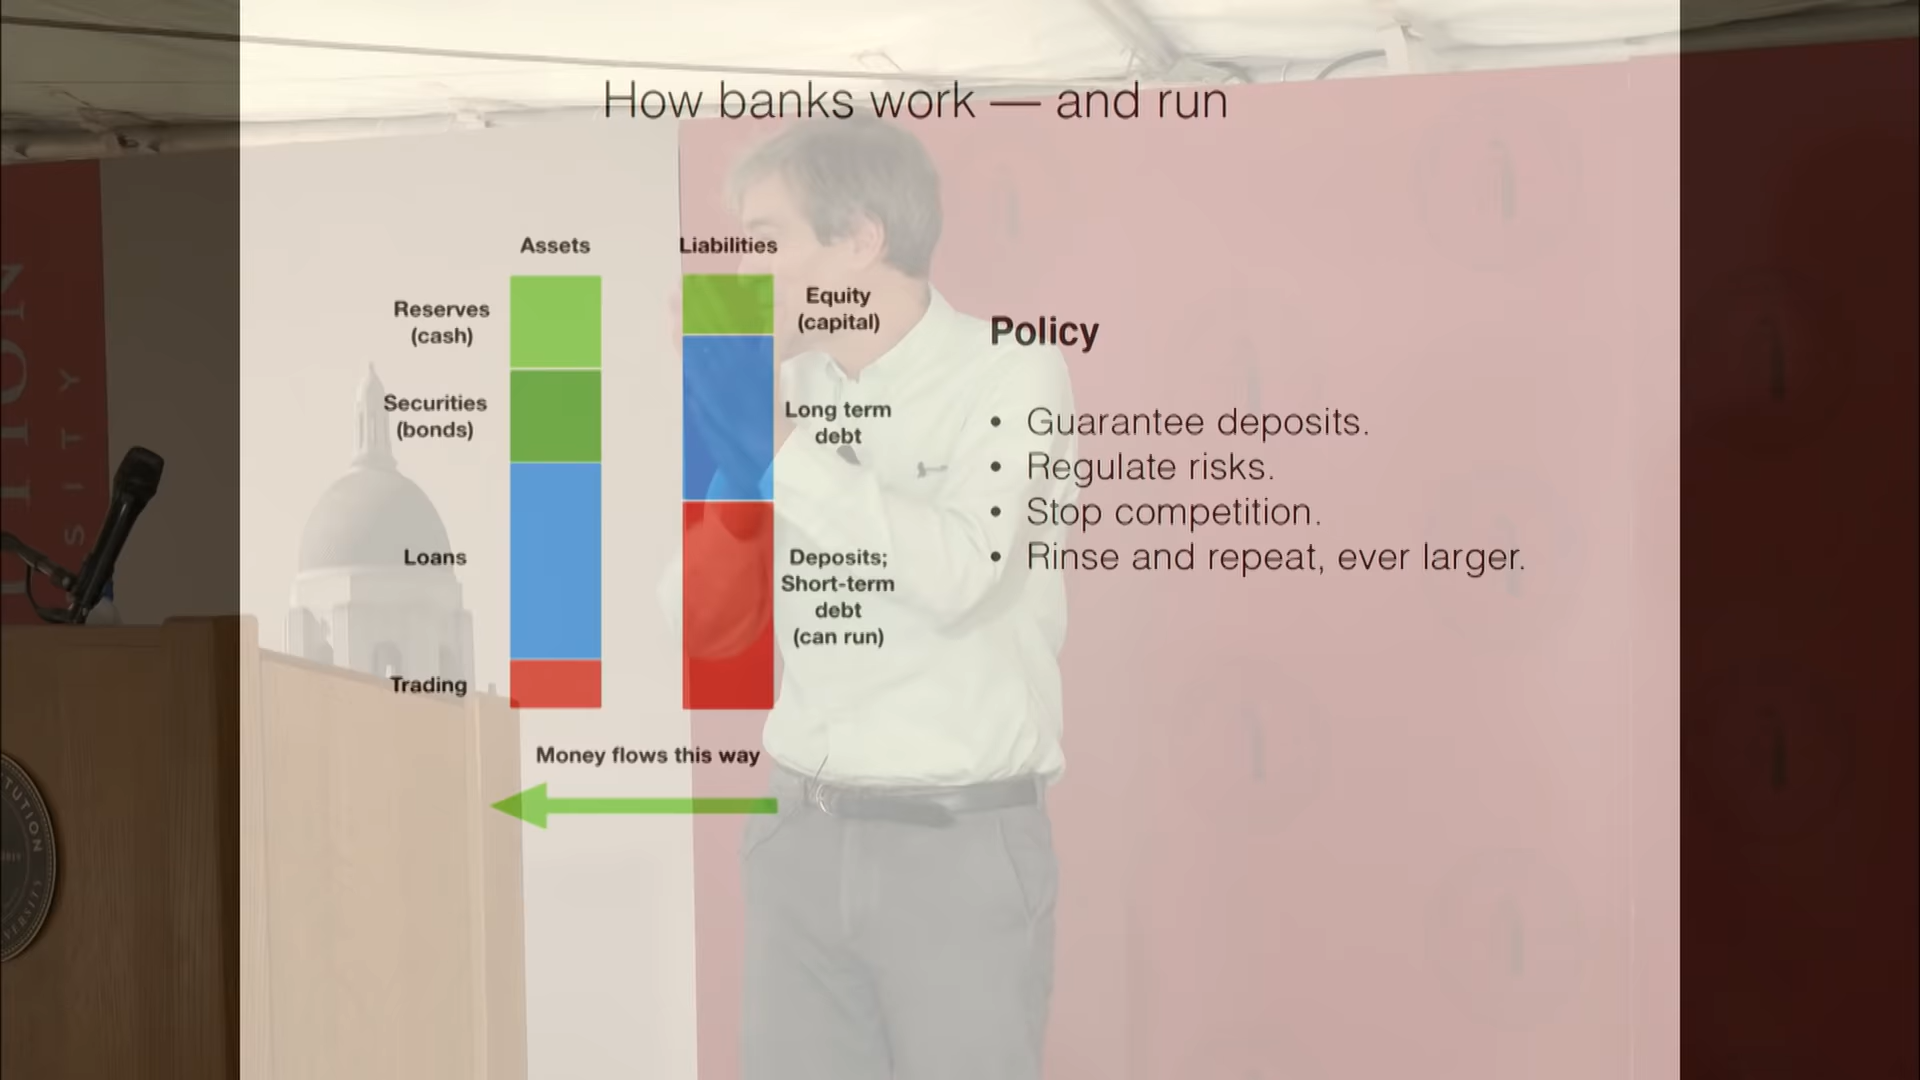 How banks work — and run
Assets
Liabilities
Reserves
(cash)
Securities
(bonds)
Loans
Trading
Equity
(capital)
Long term
debt
Deposits;
Short-term
debt
(can run)
Money flows this way
Policy
• Guarantee deposits.
• Regulate risks.
• Stop competition.
• Rinse and repeat, ever larger.